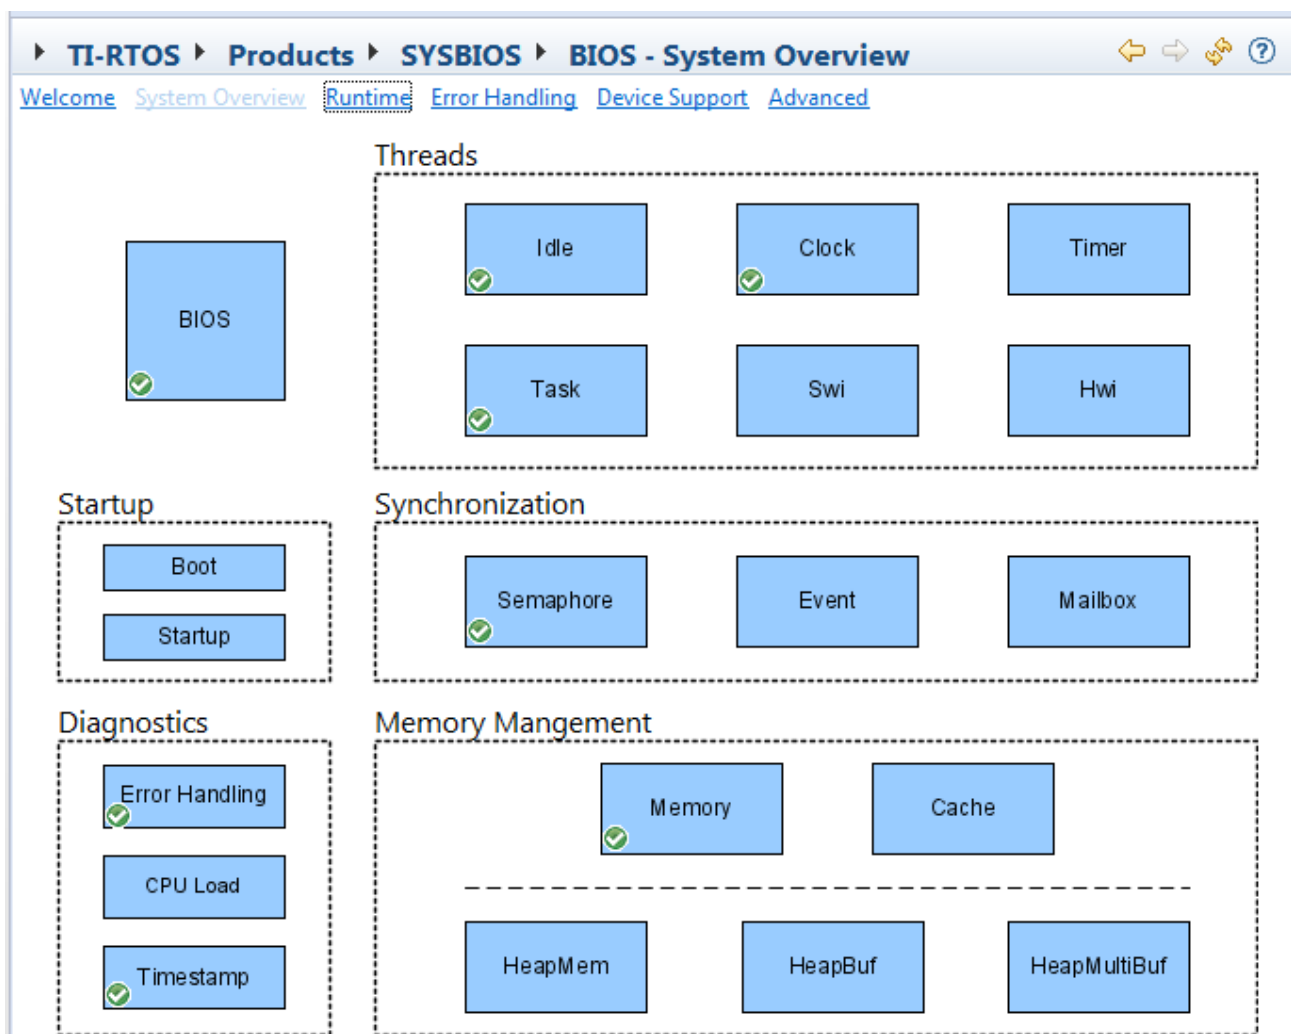 TI-RTOS Products SYSBIOS BIOS - System Overview
Welcome System Overview Runtime Error Handling Device Support Advanced
Threads
Idle Clock Timer
BIOS
Task Swi Hwi
Startup Synchronization
Boot
Semaphore Event Mailbox
Startup
Diagnostics Memory Mangement
Error Handling
Memory Cache
CPU Load
HeapMem HeapBuf HeapMultiBuf
Timestamp